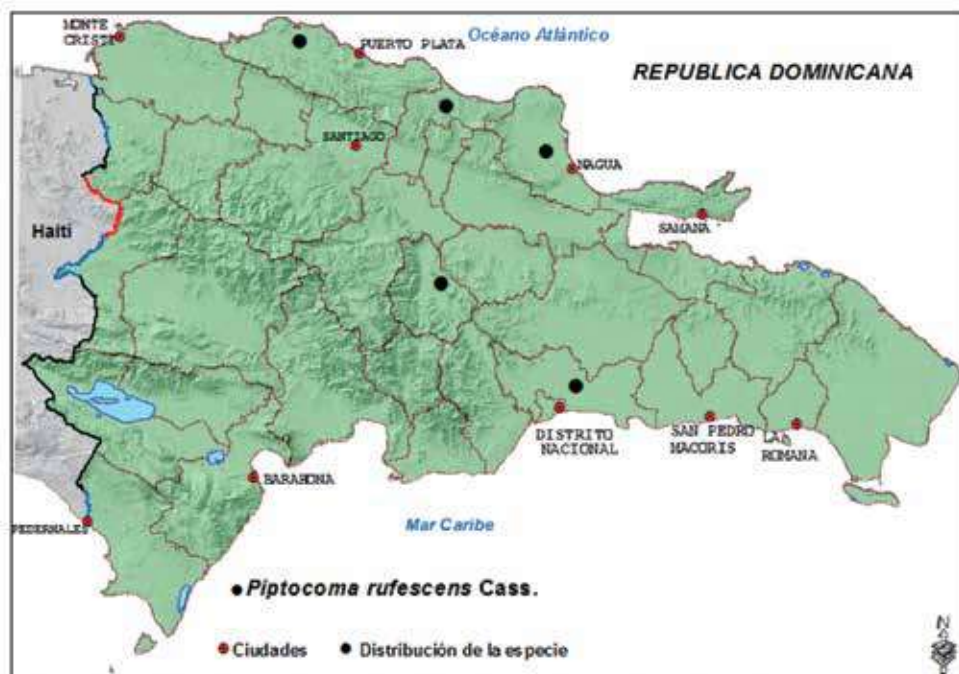 MONTE
CRISTI
PUERTO PLATA
Océano Atlántico
REPUBLICA DOMINICANA
SANTIAGO
NAGUA
SAMANA
Haití
DISTRITO
NACIONAL
SAN PEDRO
MACORIS
LA
ROMANA
BARAHONA
PEDERNALES
Mar Caribe
Piptocoma rufescens Cass.
Ciudades
Distribución de la especie
N